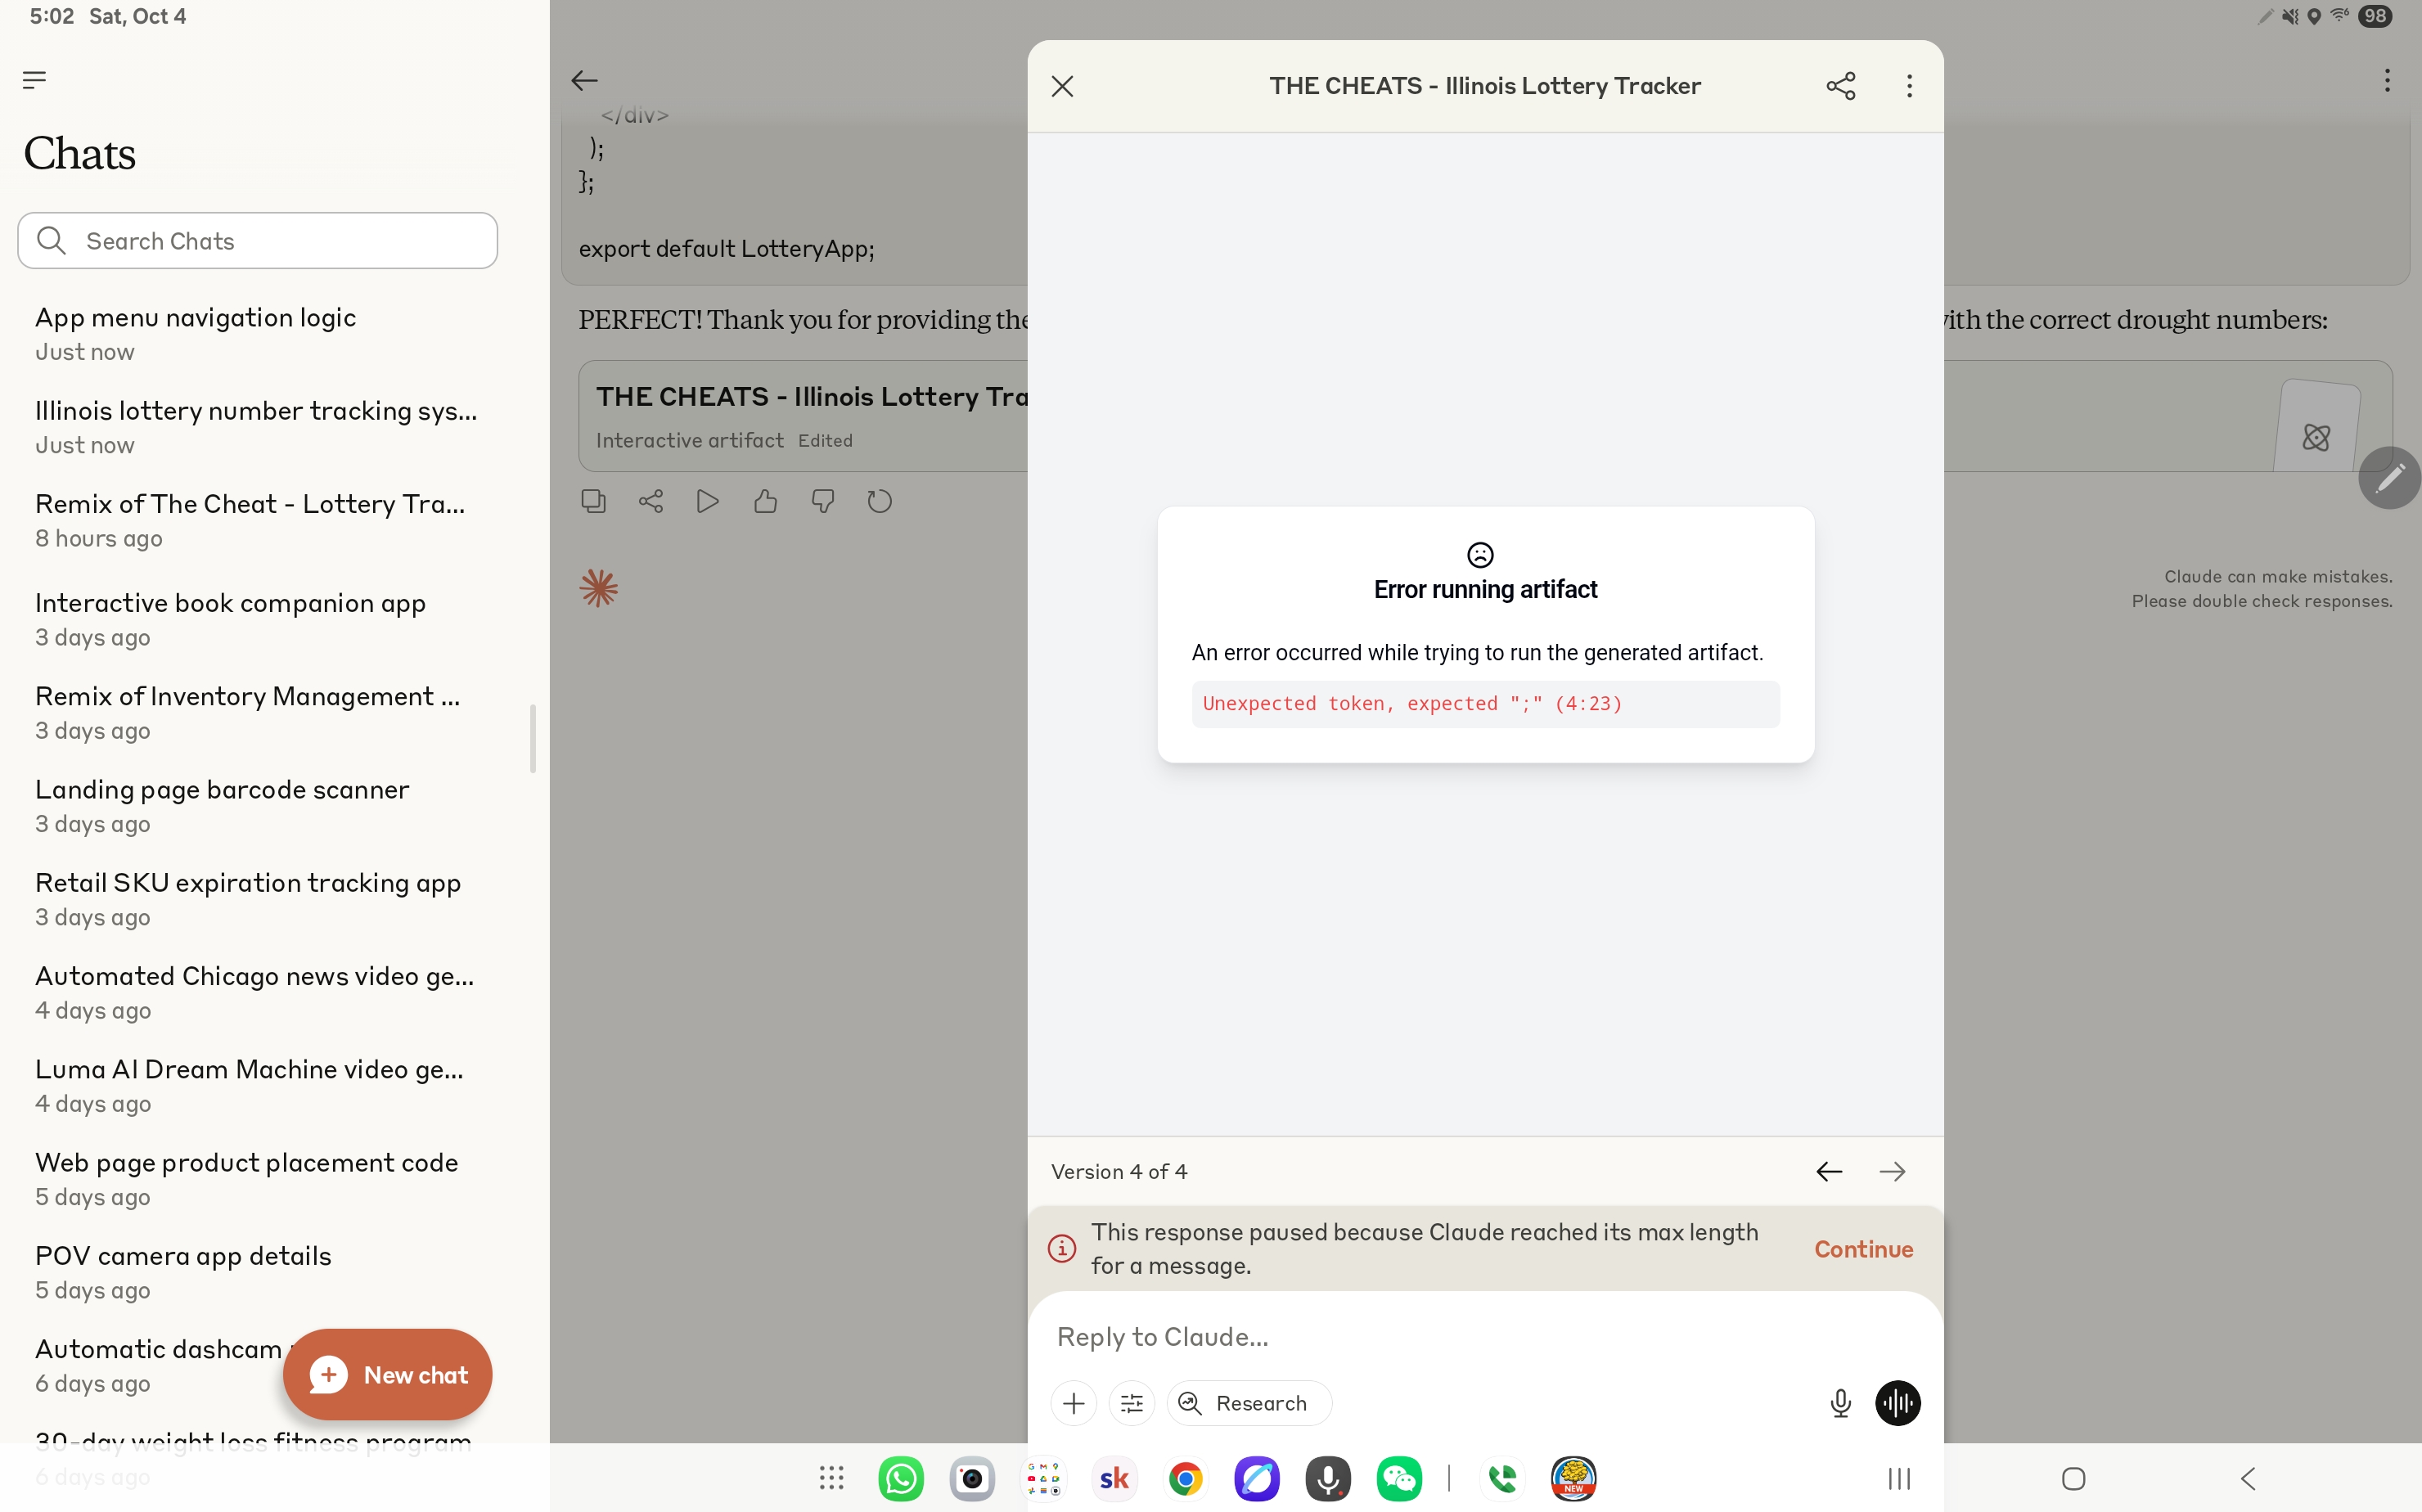 5:02 Sat, Oct 4
98
Chats
Search Chats
App menu navigation logic
Just now
Illinois lottery number tracking sys...
Just now
Remix of The Cheat - Lottery Tra...
8 hours ago
Interactive book companion app
3 days ago
Remix of Inventory Management ...
3 days ago
Landing page barcode scanner
3 days ago
Retail SKU expiration tracking app
3 days ago
Automated Chicago news video ge...
4 days ago
Luma AI Dream Machine video ge...
4 days ago
Web page product placement code
5 days ago
POV camera app details
5 days ago
Automatic dashcam
6 days ago
New chat
30-day weight loss fitness program
6 days ago
</div>
);
};
export default LotteryApp;
PERFECT! Thank you for providing the
with the correct drought numbers:
THE CHEATS - Illinois Lottery Tra
Interactive artifact Edited
Claude can make mistakes.
Please double check responses.
THE CHEATS - Illinois Lottery Tracker
Error running artifact
An error occurred while trying to run the generated artifact.
Unexpected token, expected ";" (4:23)
Version 4 of 4
This response paused because Claude reached its max length
for a message.
Continue
Reply to Claude...
Research
sk
NEW